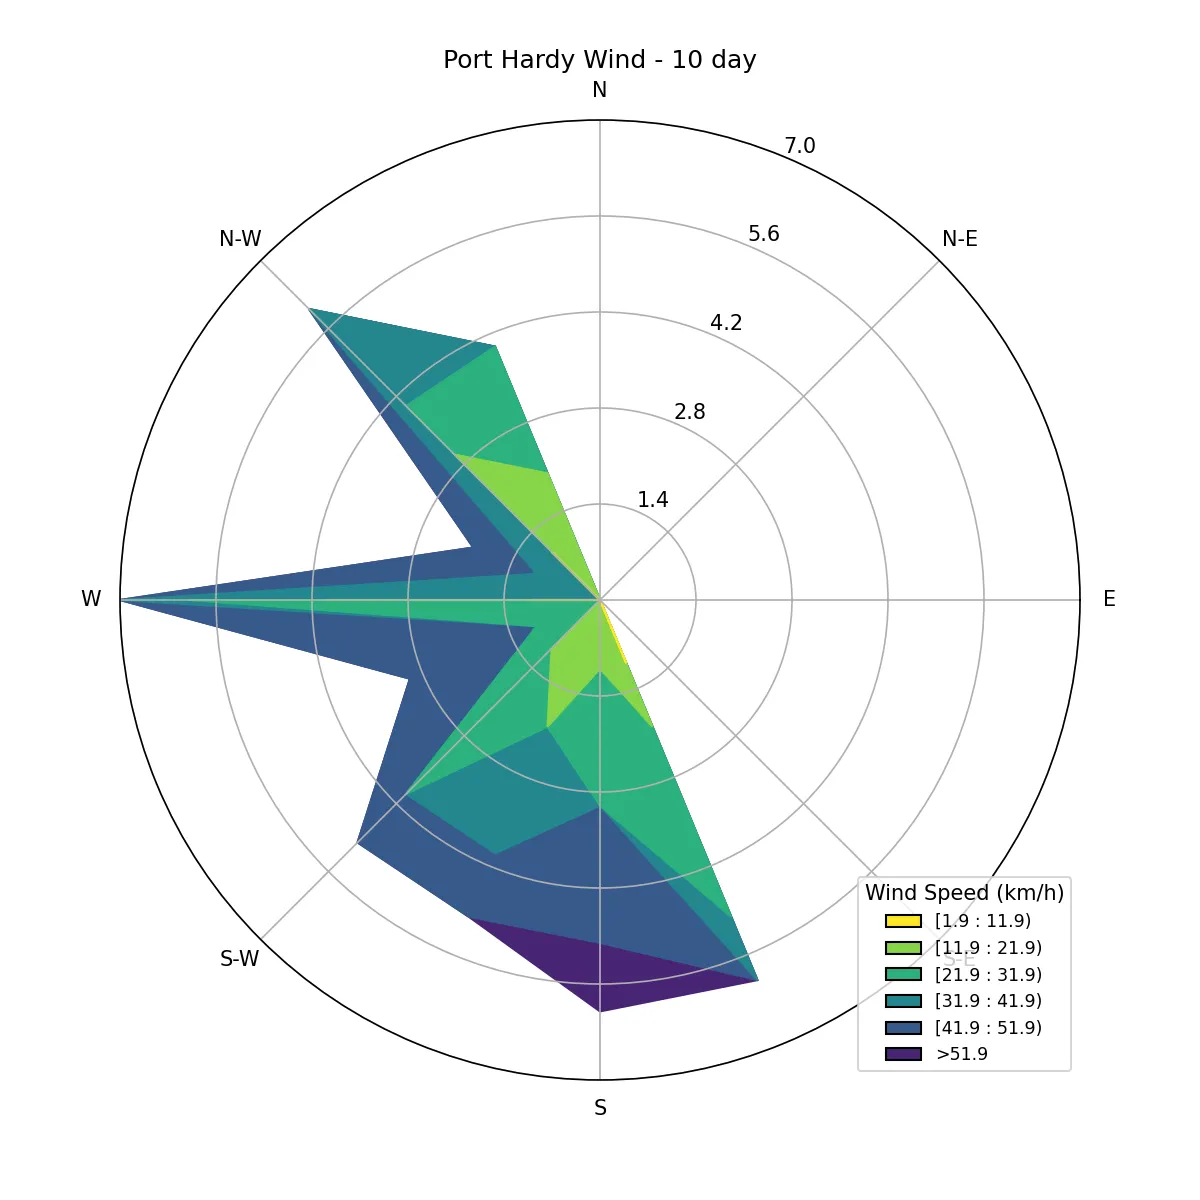 Port Hardy Wind - 10 day
N
7.0
N-W
N-E
5.6
4.2
2.8
1.4
W
E
Wind Speed (km/h)
[1.9 : 11.9)
[11.9 : 21.9)
[21.9 : 31.9)
[31.9 : 41.9)
[41.9 : 51.9)
>51.9
S-W
S-E
S